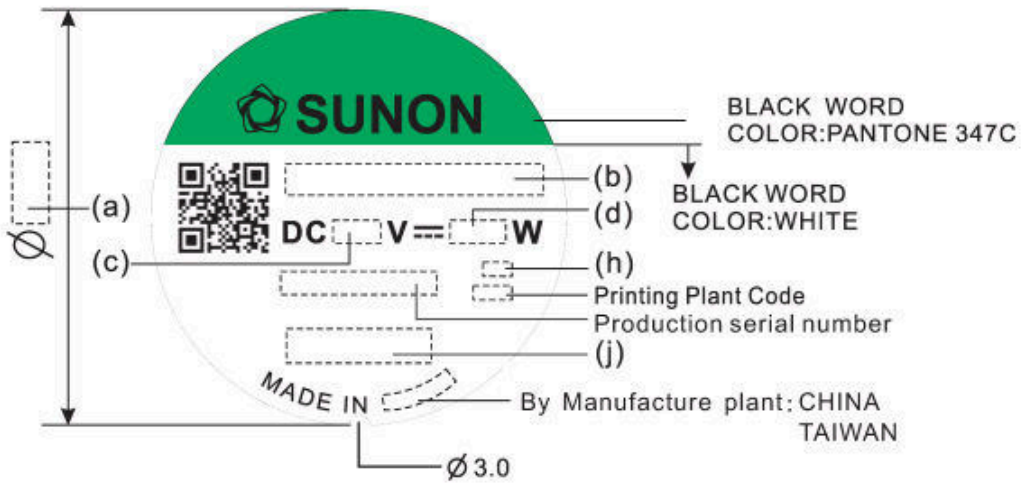 SUNON
BLACK WORD
COLOR:PANTONE 347C
BLACK WORD
COLOR:WHITE
(a)
(b)
Ø
DC V W
(d)
(c)
(h)
Printing Plant Code
Production serial number
(j)
MADE IN
By Manufacture plant: CHINA
TAIWAN
Ø 3.0